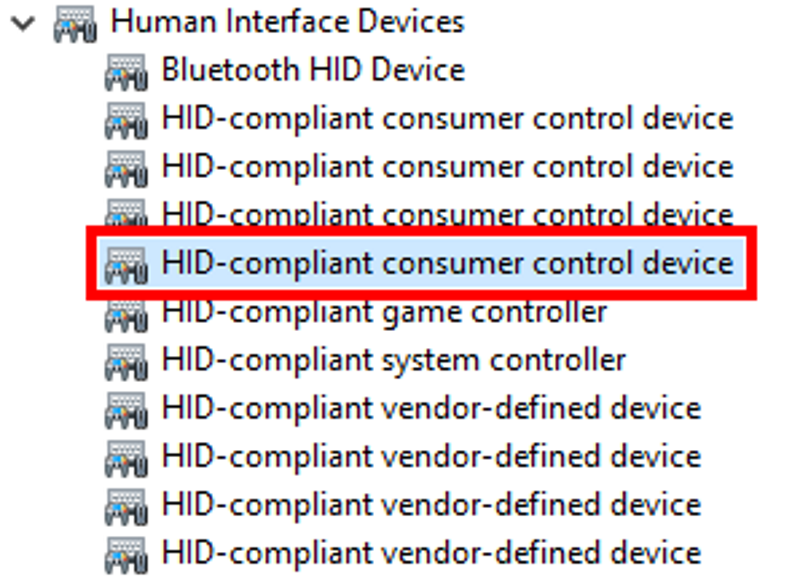 Human Interface Devices
Bluetooth HID Device
HID-compliant consumer control device
HID-compliant consumer control device
HID-compliant consumer control device
HID-compliant consumer control device
HID-compliant game controller
HID-compliant system controller
HID-compliant vendor-defined device
HID-compliant vendor-defined device
HID-compliant vendor-defined device
HID-compliant vendor-defined device